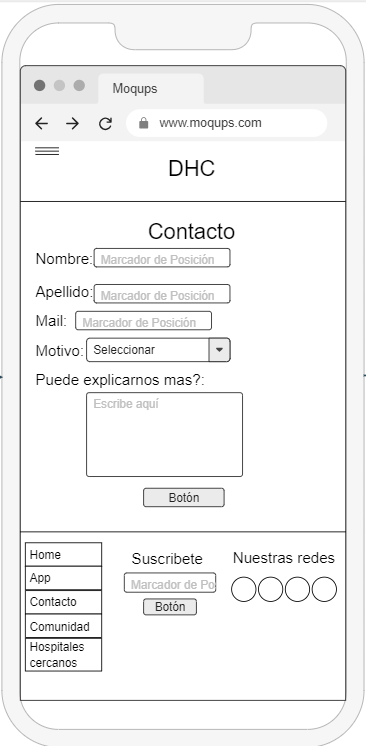 Moqups
www.moqups.com
DHC
Contacto
Nombre: Marcador de Posición
Apellido: Marcador de Posición
Mail: Marcador de Posición
Motivo: Seleccionar
Puede explicarnos mas?:
Escribe aquí
Botón
Home
App
Contacto
Comunidad
Hospitales
cercanos
Suscribete
Marcador de Po
Botón
Nuestras redes